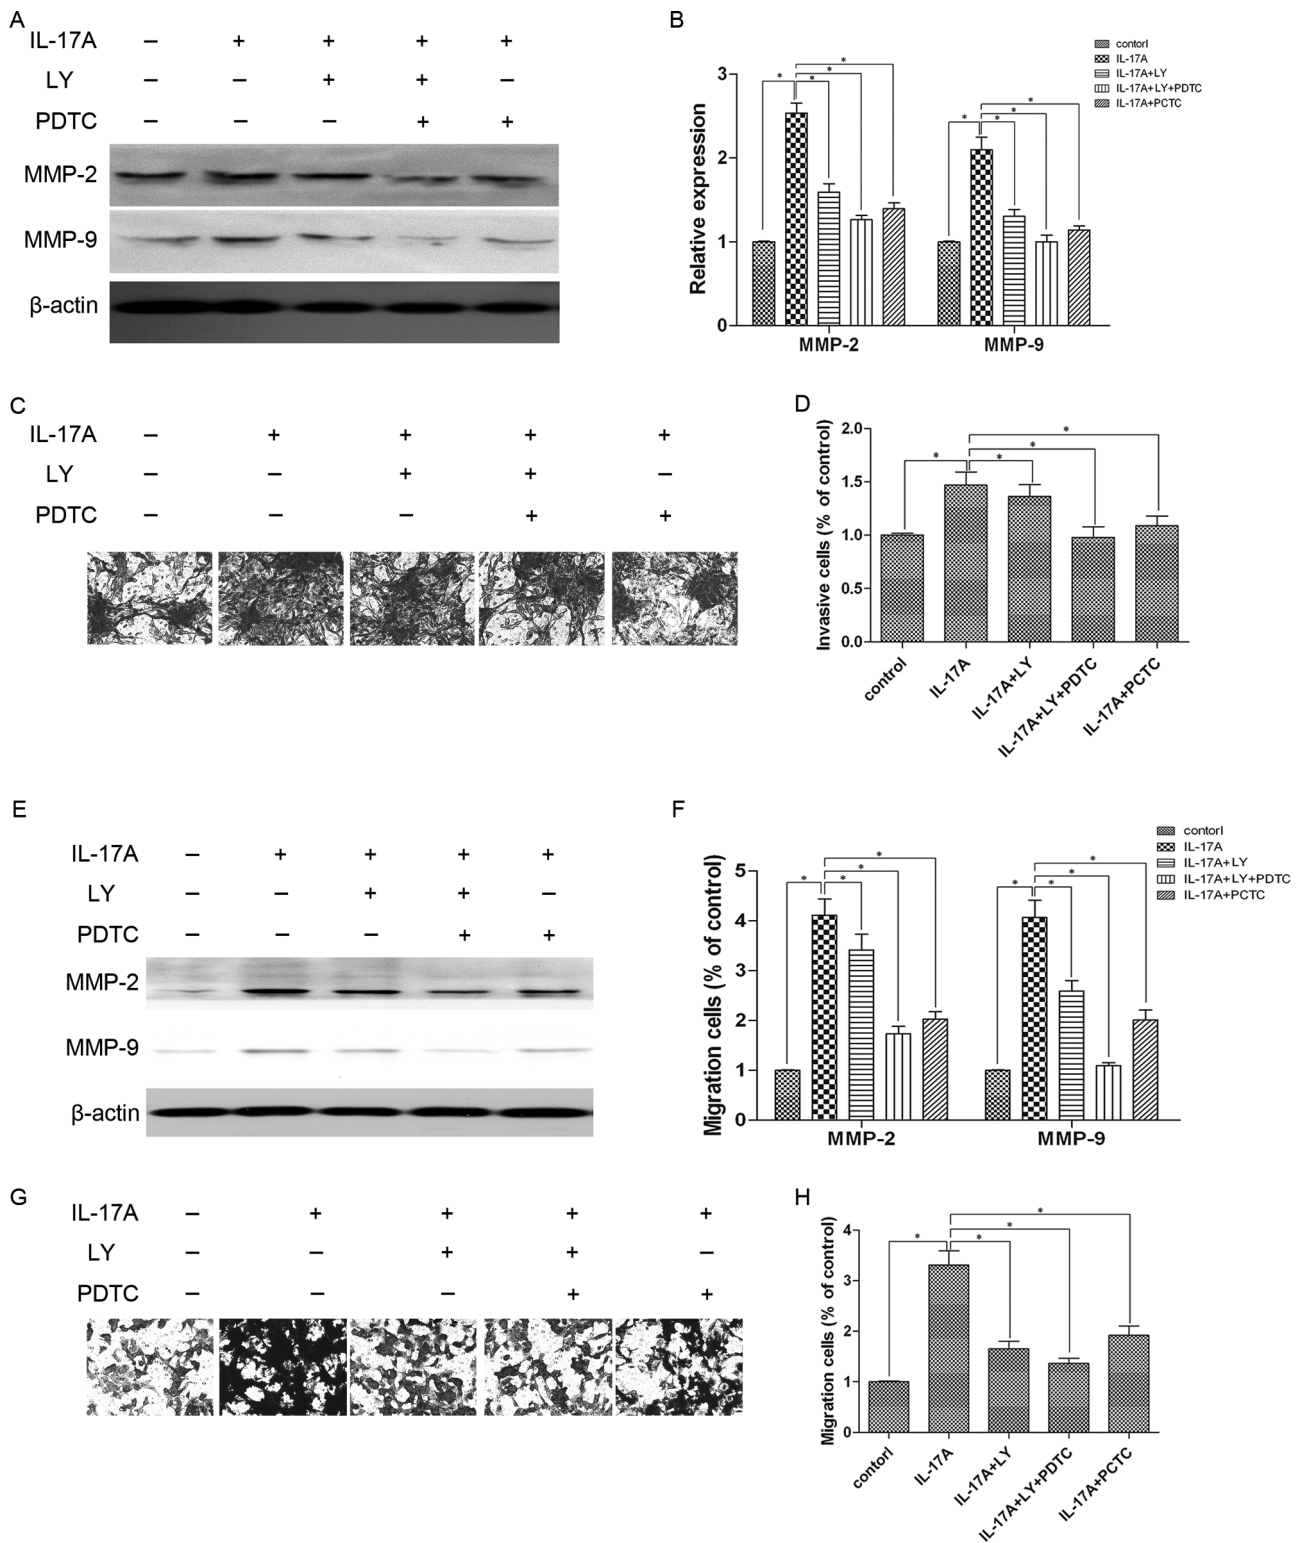 A
IL-17A − + + + +
LY − − + + −
PDTC − − − + +
MMP-2
MMP-9
β-actin
B
contorl
IL-17A
IL-17A+LY
IL-17A+LY+PDTC
IL-17A+PCTC
Relative expression
3
2
1
0
* * * *
* * * *
MMP-2 MMP-9
C
IL-17A − + + + +
LY − − + + −
PDTC − − − + +
D
Invasive cells (% of control)
2.0
1.5
1.0
0.5
0.0
* * * *
control
IL-17A
IL-17A+LY
IL-17A+LY+PDTC
IL-17A+PCTC
E
IL-17A − + + + +
LY − − + + −
PDTC − − − + +
MMP-2
MMP-9
β-actin
F
contorl
IL-17A
IL-17A+LY
IL-17A+LY+PDTC
IL-17A+PCTC
Migration cells (% of control)
5
4
3
2
1
0
* * * *
* * * *
MMP-2 MMP-9
G
IL-17A − + + + +
LY − − + + −
PDTC − − − + +
H
Migration cells (% of control)
4
3
2
1
0
* * * *
contorl
IL-17A
IL-17A+LY
IL-17A+LY+PDTC
IL-17A+PCTC